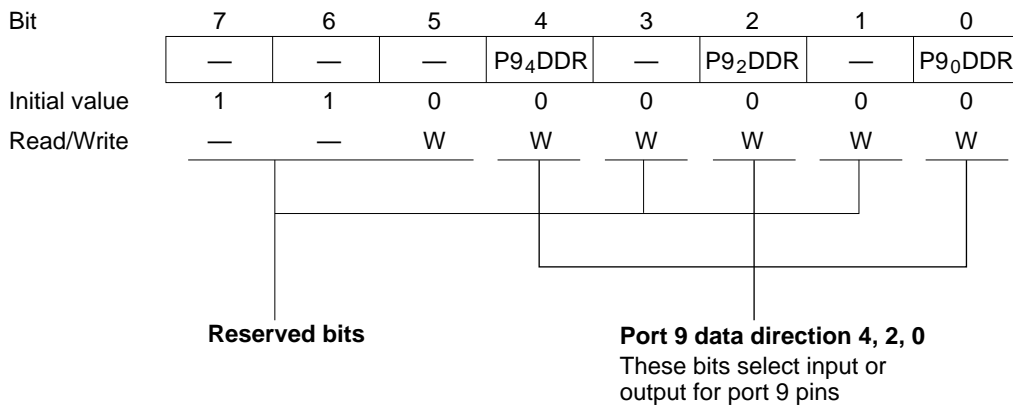 Bit 7 6 5 4 3 2 1 0
— — — P9₄DDR — P9₂DDR — P9₀DDR
Initial value 1 1 0 0 0 0 0 0
Read/Write — — W W W W W W
Reserved bits
Port 9 data direction 4, 2, 0
These bits select input or
output for port 9 pins